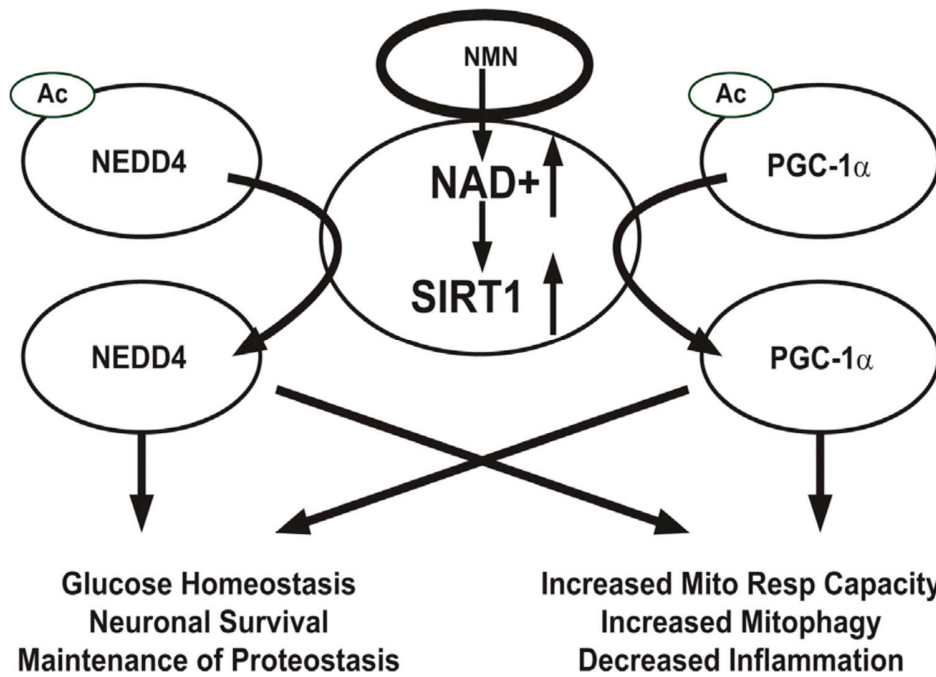 NMN
Ac
NEDD4
NAD+
SIRT1
Ac
PGC-1α
NEDD4
PGC-1α
Glucose Homeostasis
Neuronal Survival
Maintenance of Proteostasis
Increased Mito Resp Capacity
Increased Mitophagy
Decreased Inflammation